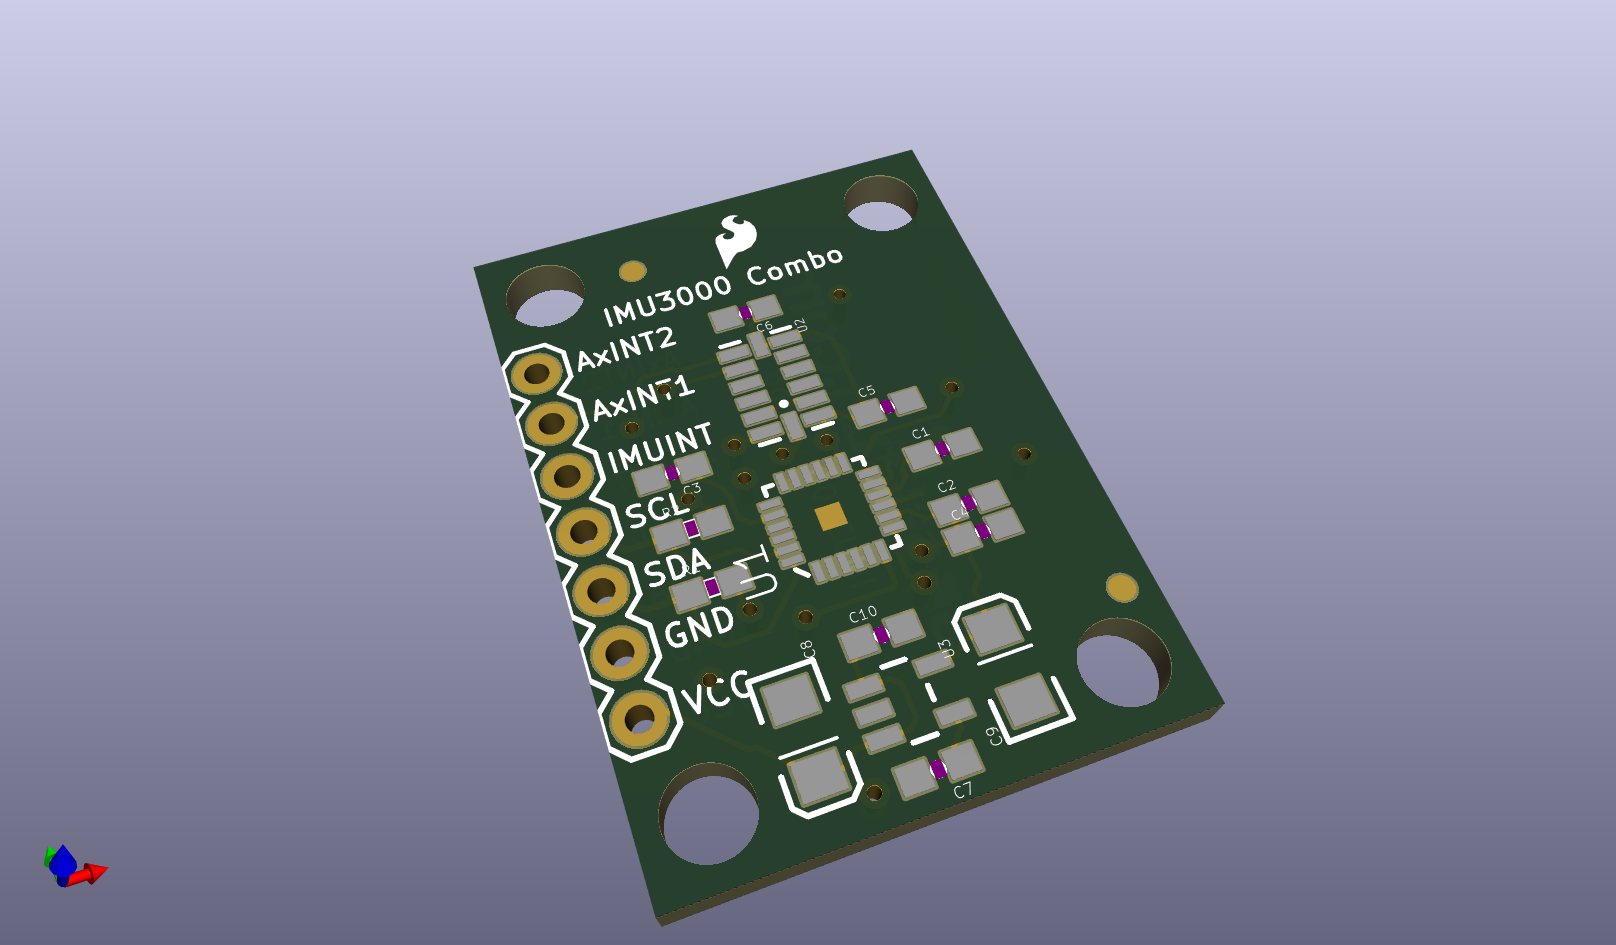 IMU3000 Combo
AxINT2
C6
U2
AxINT1
C5
IMUINT
C1
C3
C2
SCL
C4
SDA
U1
GND
C10
C8
U3
VCC
C9
C7